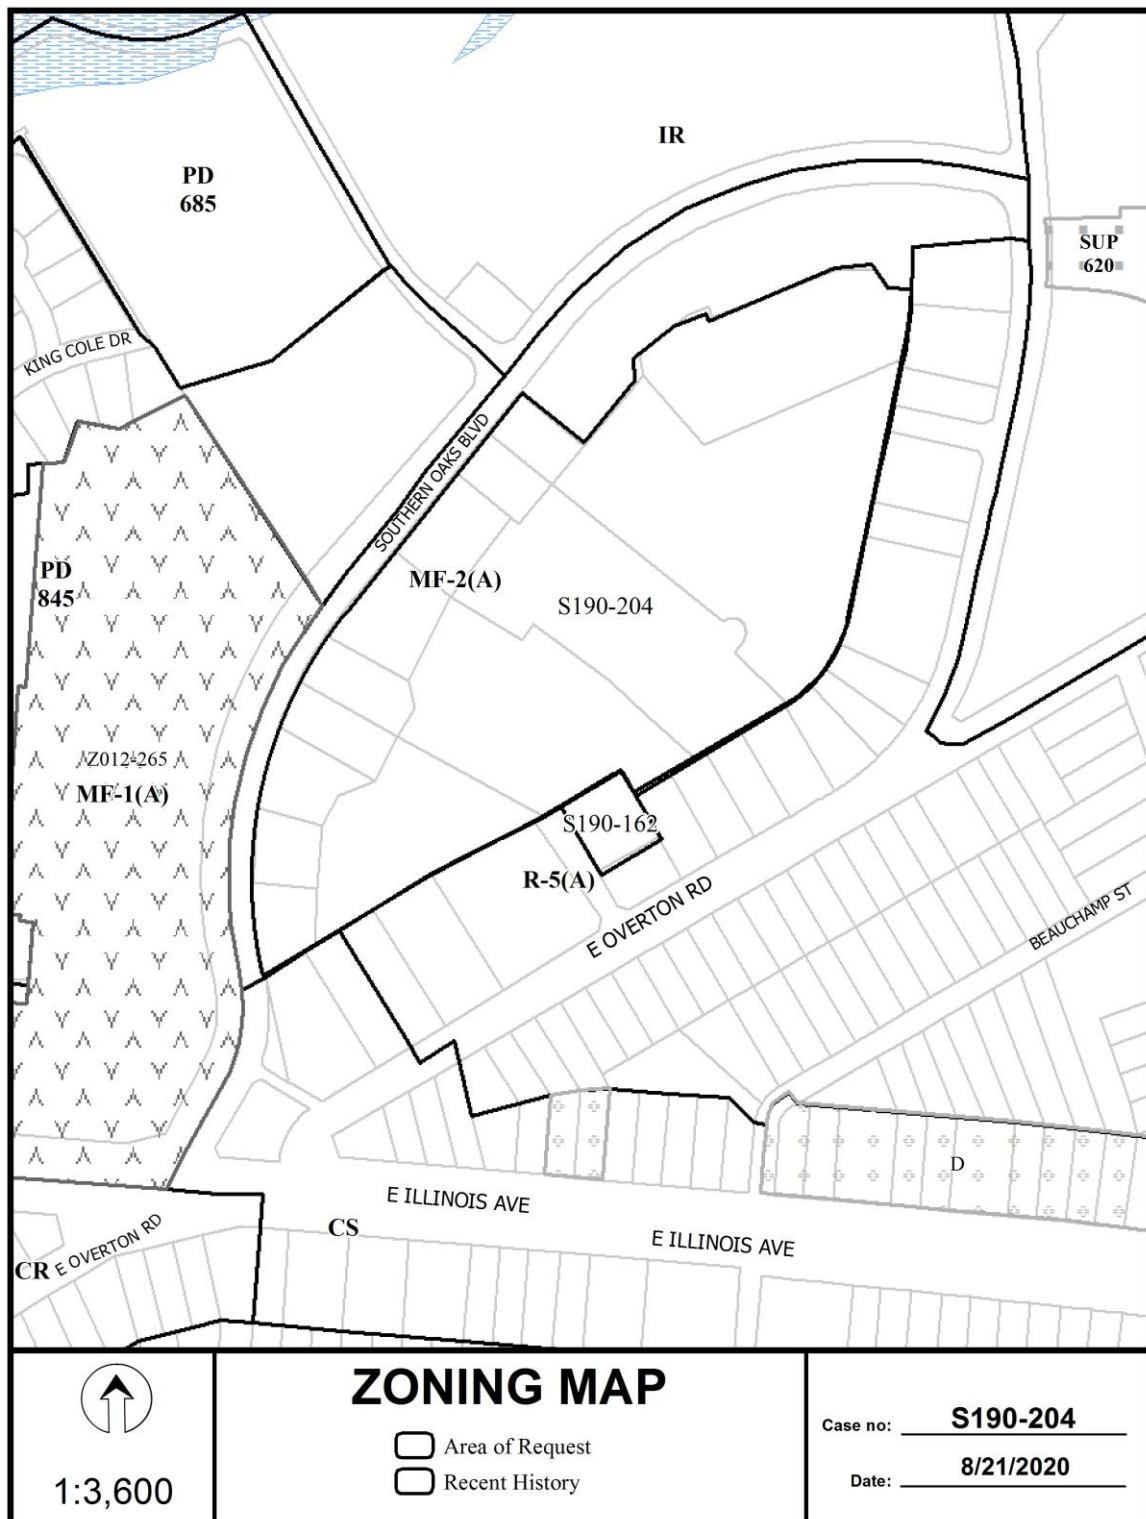 IR
PD
685
SUP
620
KING COLE DR
SOUTHERN OAKS BLVD
PD
845
MF-2(A)
S190-204
Z012-265
MF-1(A)
S190-162
R-5(A)
E OVERTON RD
BEAUCHAMP ST
D
E ILLINOIS AVE
E OVERTON RD
CS
E ILLINOIS AVE
CR
1:3,600
ZONING MAP
Area of Request
Recent History
Case no: S190-204
Date: 8/21/2020